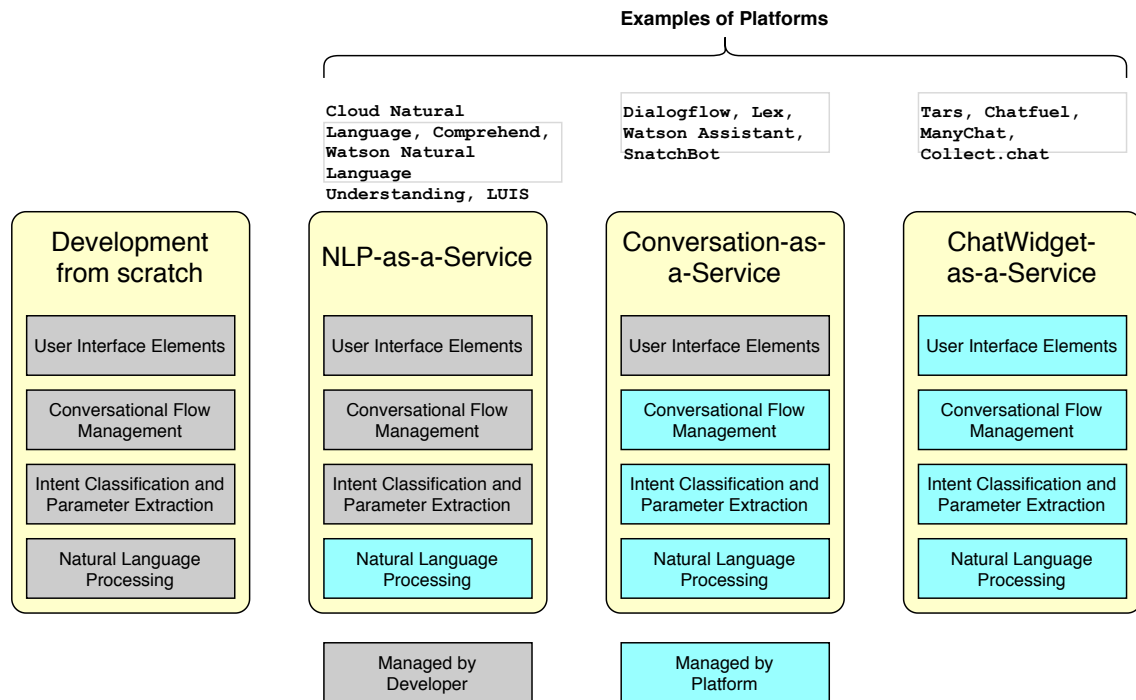 Examples of Platforms
Cloud Natural
Language, Comprehend,
Watson Natural
Language
Understanding, LUIS
Dialogflow, Lex,
Watson Assistant,
SnatchBot
Tars, Chatfuel,
ManyChat,
Collect.chat
Development
from scratch
User Interface Elements
Conversational Flow
Management
Intent Classification and
Parameter Extraction
Natural Language
Processing
NLP-as-a-Service
User Interface Elements
Conversational Flow
Management
Intent Classification and
Parameter Extraction
Natural Language
Processing
Conversation-as-
a-Service
User Interface Elements
Conversational Flow
Management
Intent Classification and
Parameter Extraction
Natural Language
Processing
ChatWidget-
as-a-Service
User Interface Elements
Conversational Flow
Management
Intent Classification and
Parameter Extraction
Natural Language
Processing
Managed by
Developer
Managed by
Platform